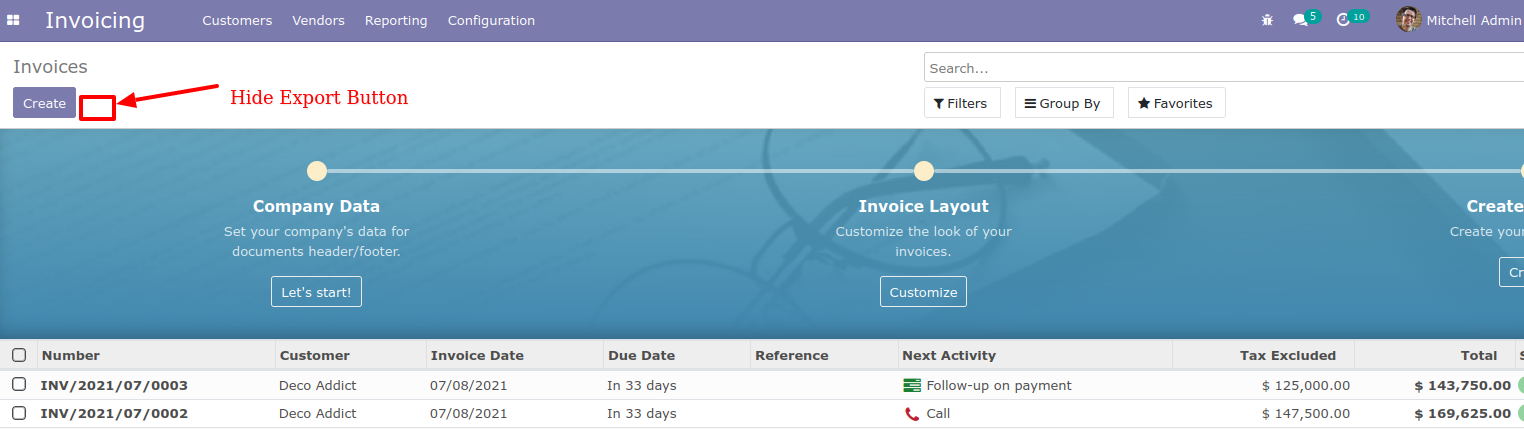 Invoicing Customers Vendors Reporting Configuration 5 10 Mitchell Admin
Invoices
Search...
Create
Hide Export Button
Filters Group By Favorites
Company Data
Set your company's data for
documents header/footer.
Let's start!
Invoice Layout
Customize the look of your
invoices.
Customize
Create
Create you
Cr
Number Customer Invoice Date Due Date Reference Next Activity Tax Excluded Total S
INV/2021/07/0003 Deco Addict 07/08/2021 In 33 days Follow-up on payment $ 125,000.00 $ 143,750.00
INV/2021/07/0002 Deco Addict 07/08/2021 In 33 days Call $ 147,500.00 $ 169,625.00